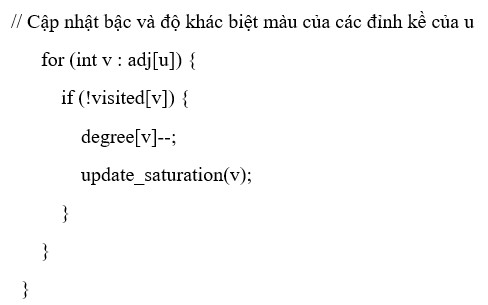 // Cập nhật bậc và độ khác biệt màu của các đỉnh kề của u
for (int v : adj[u]) {
if (!visited[v]) {
degree[v]--;
update_saturation(v);
}
}
}